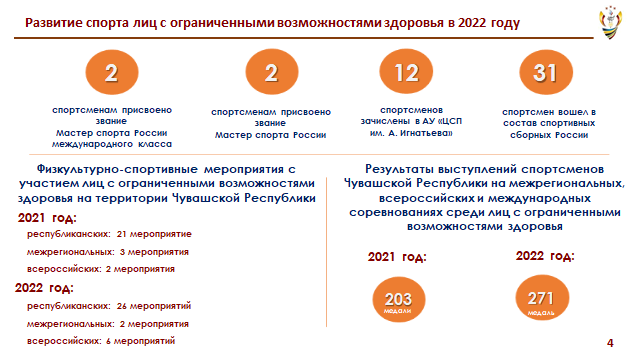 Развитие спорта лиц с ограниченными возможностями здоровья в 2022 году
2
спортсменам присвоено
звание
Мастер спорта России
международного класса
2
спортсменам присвоено
звание
Мастер спорта России
12
спортсменов
зачислены в АУ «ЦСП
им. А. Игнатьева»
31
спортсмен вошел в
состав спортивных
сборных России
Физкультурно-спортивные мероприятия с
участием лиц с ограниченными возможностями
здоровья на территории Чувашской Республики
2021 год:
республиканских: 21 мероприятие
межрегиональных: 3 мероприятия
всероссийских: 2 мероприятия
2022 год:
республиканских: 26 мероприятий
межрегиональных: 2 мероприятия
всероссийских: 6 мероприятий
Результаты выступлений спортсменов
Чувашской Республики на межрегиональных,
всероссийских и международных
соревнованиях среди лиц с ограниченными
возможностями здоровья
2021 год:
203
медали
2022 год:
271
медаль
4